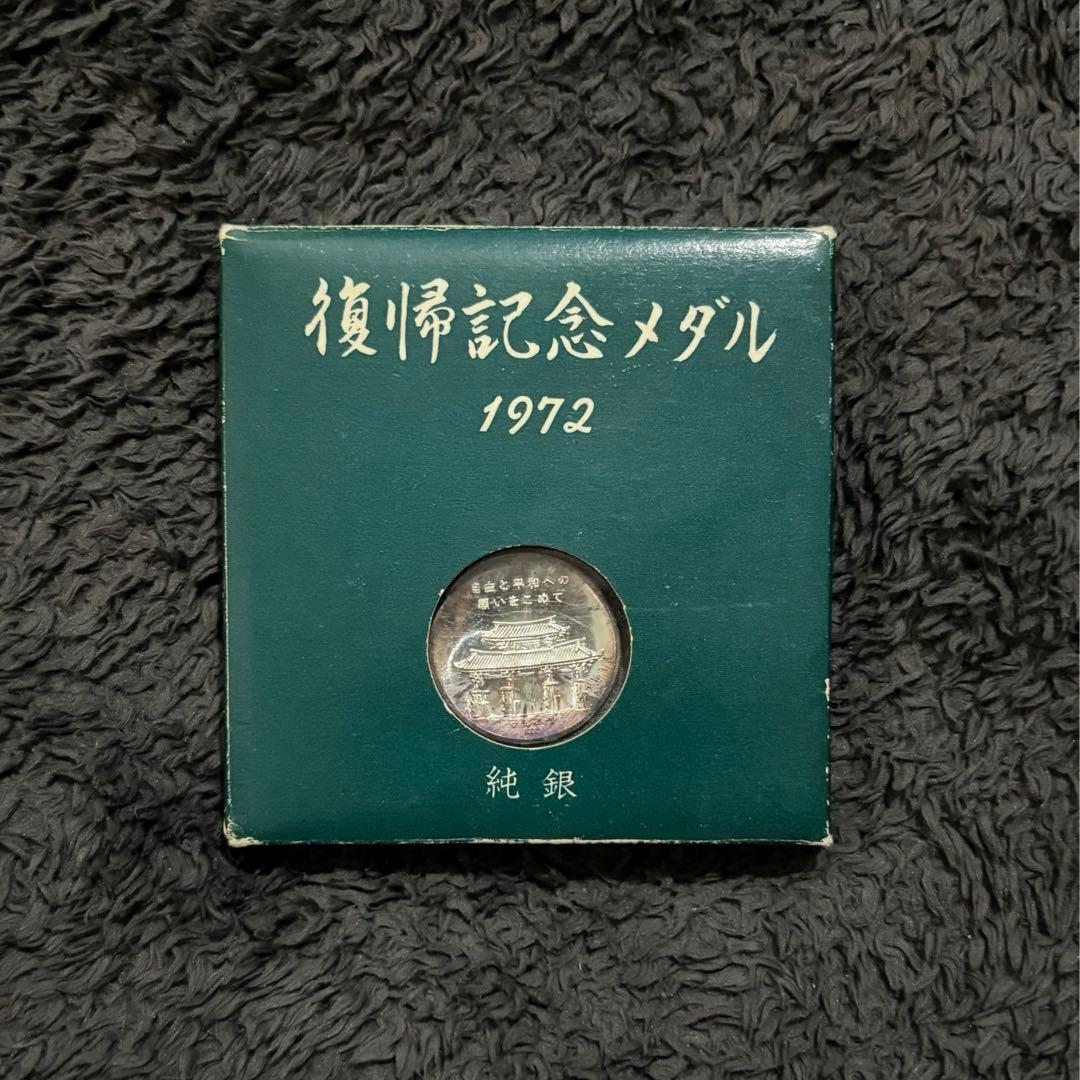 復帰記念メダル
1972
自由と平和への
願いをこめて
純銀